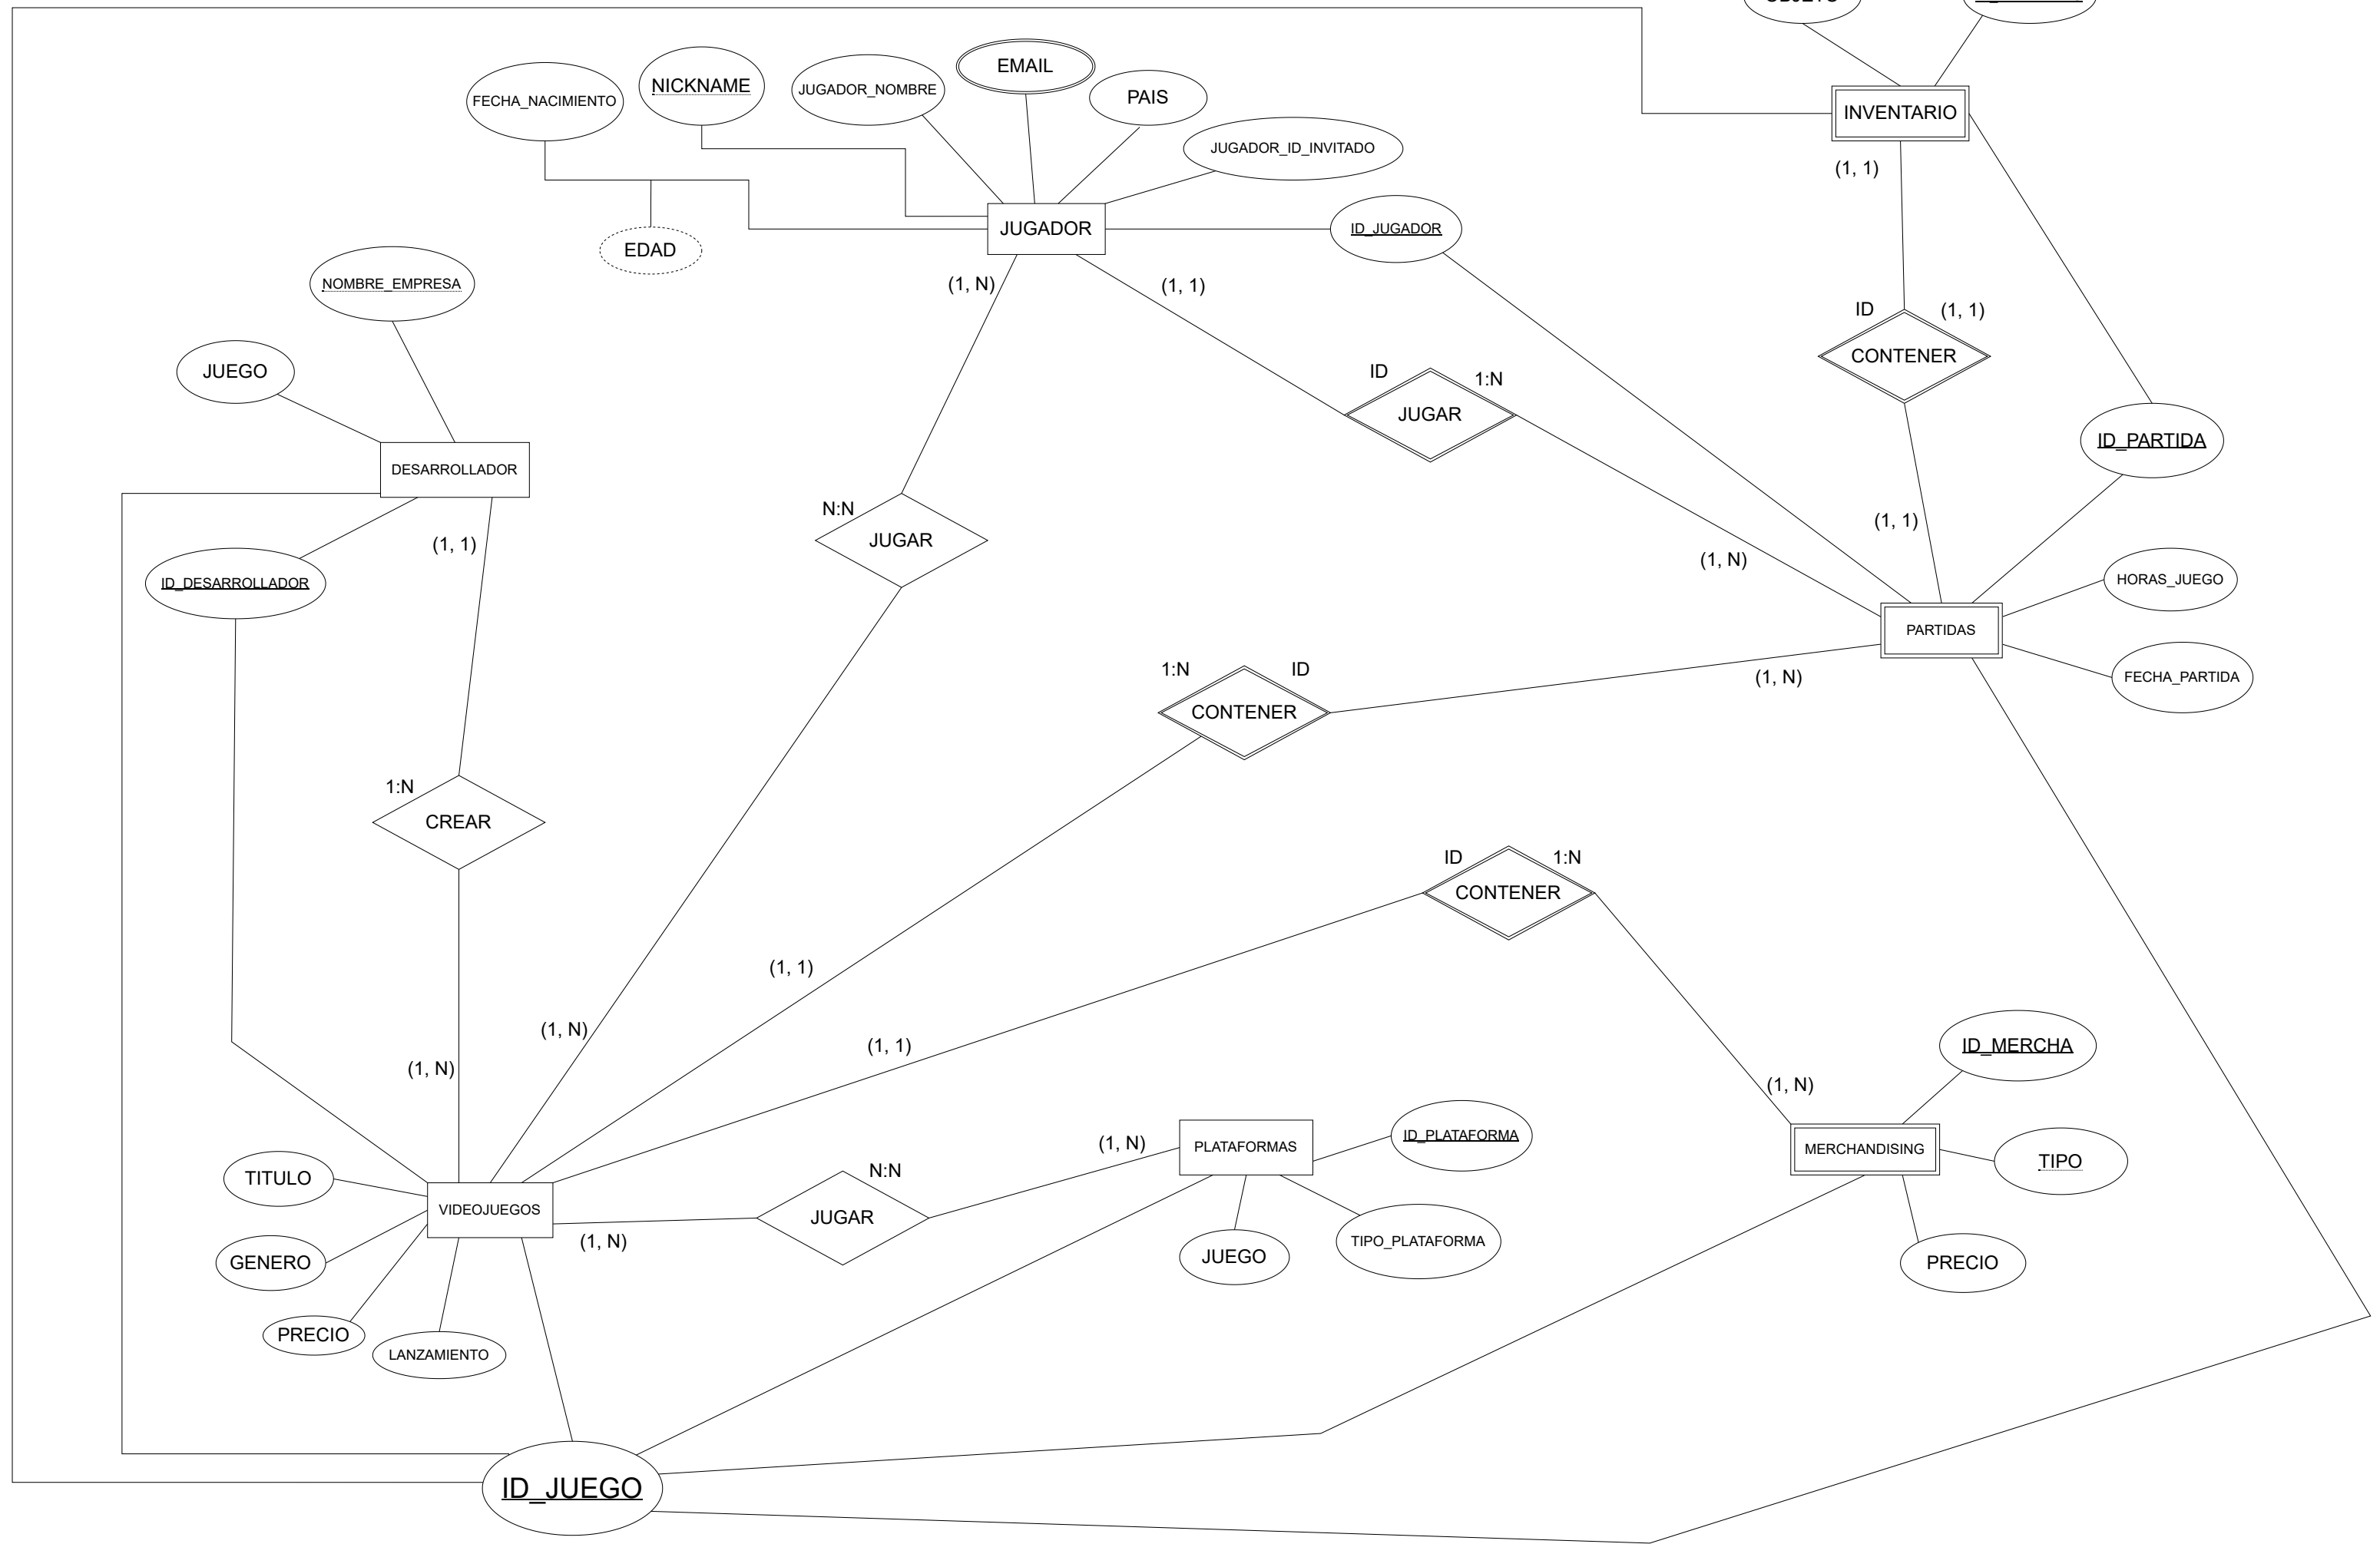 EMAIL
NICKNAME
JUGADOR_NOMBRE
PAIS
FECHA_NACIMIENTO
INVENTARIO
JUGADOR_ID_INVITADO
(1, 1)
JUGADOR
ID_JUGADOR
EDAD
NOMBRE_EMPRESA
(1, N)
(1, 1)
ID
(1, 1)
CONTENER
JUEGO
ID
1:N
JUGAR
ID_PARTIDA
DESARROLLADOR
N:N
JUGAR
(1, 1)
(1, 1)
(1, N)
ID_DESARROLLADOR
HORAS_JUEGO
PARTIDAS
1:N
ID
(1, N)
FECHA_PARTIDA
CONTENER
1:N
CREAR
ID
1:N
CONTENER
(1, 1)
(1, N)
(1, 1)
ID_MERCHA
(1, N)
(1, N)
(1, N)
PLATAFORMAS
ID_PLATAFORMA
MERCHANDISING
TIPO
TITULO
N:N
VIDEOJUEGOS
JUGAR
(1, N)
JUEGO
TIPO_PLATAFORMA
GENERO
PRECIO
PRECIO
LANZAMIENTO
ID_JUEGO